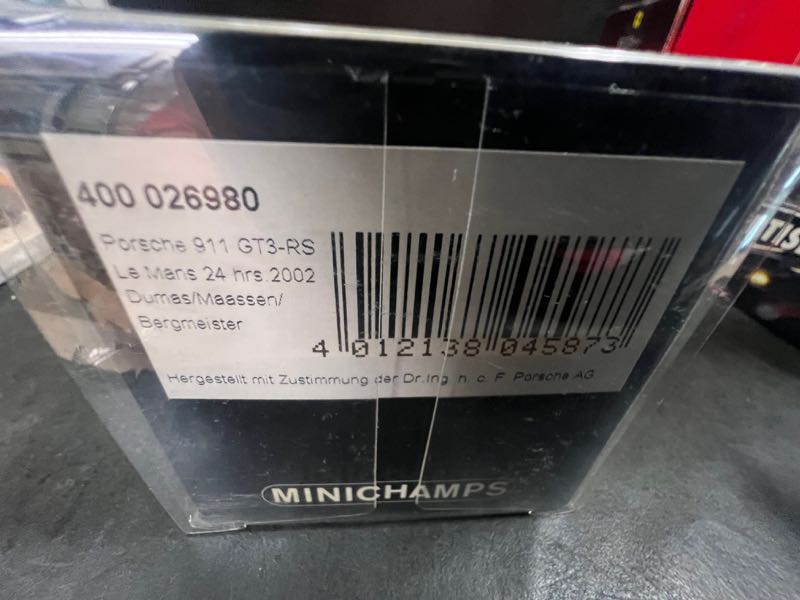 400 026980
Porsche 911 GT3-RS
Le Mans 24 hrs.2002
Dumas/Maassen/
Bergmeister
4 012138 045873
Hergestellt mit Zustimmung der Dr.Ing. h. c. F. Porsche AG
MINICHAMPS